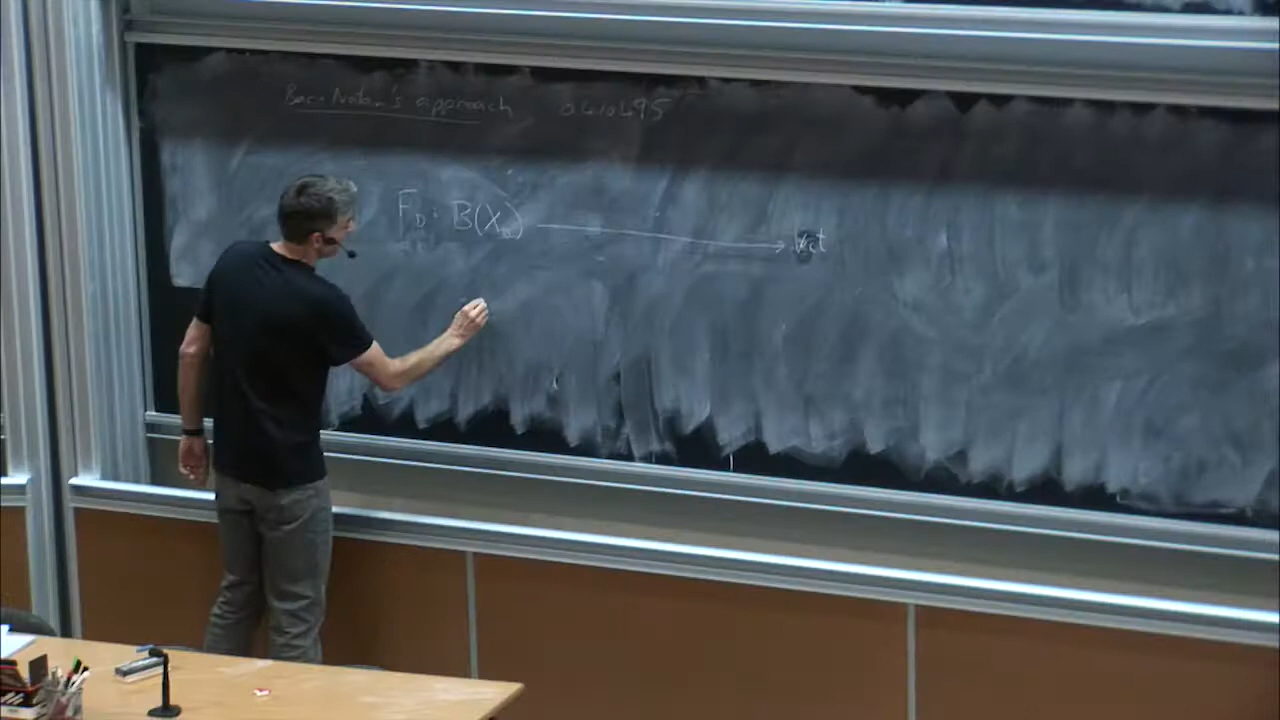 Bar-Natan's approach 0410495
F_D : B(X_D) ⟶ Vect